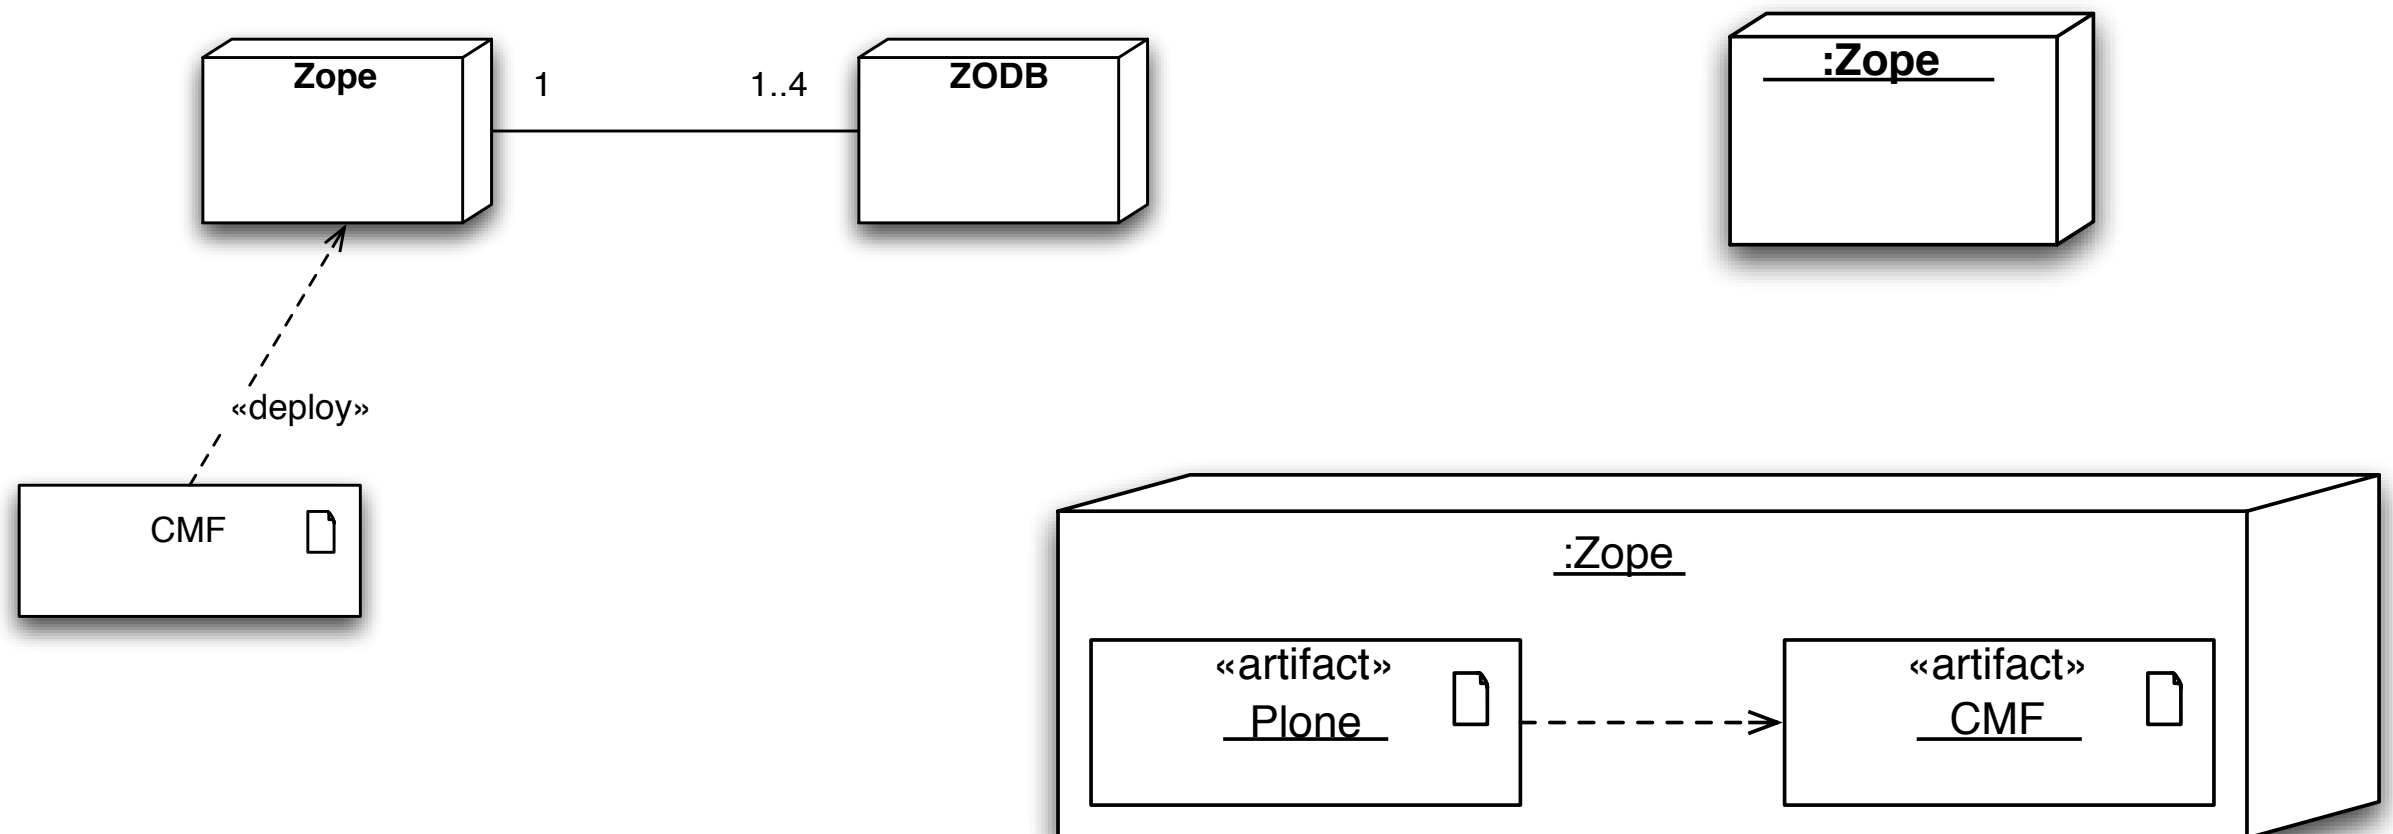 Zope
1
1..4
ZODB
:Zope
«deploy»
CMF
:Zope
«artifact»
Plone
«artifact»
CMF